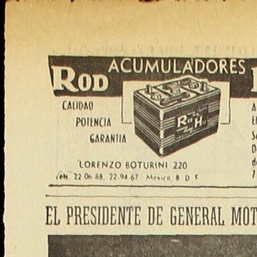 ACUMULADORES
ROD
CALIDAD
POTENCIA
GARANTIA
R H
LORENZO BOTURINI 220
Tels. 22-06-88, 22-94-67 Mexico, 8 D F
EL PRESIDENTE DE GENERAL MOT